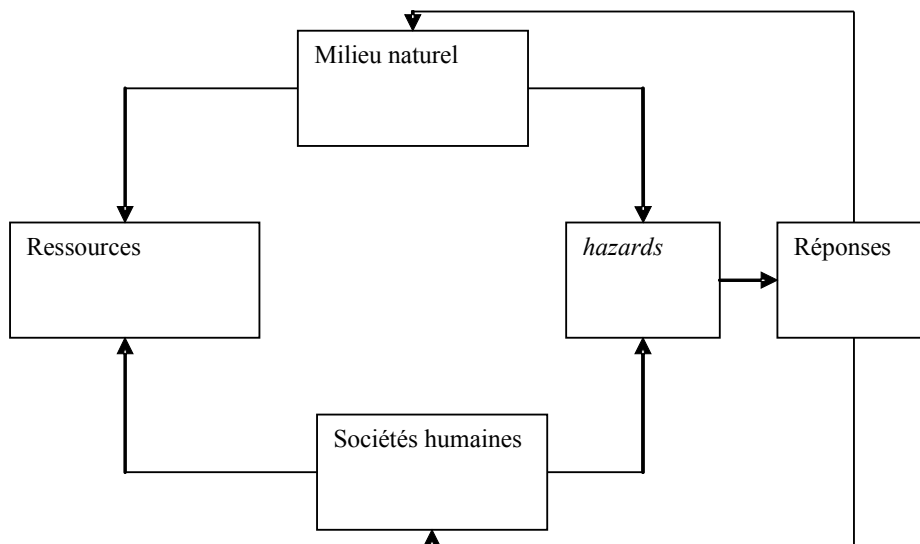 Milieu naturel
Ressources
hazards
Réponses
Sociétés humaines